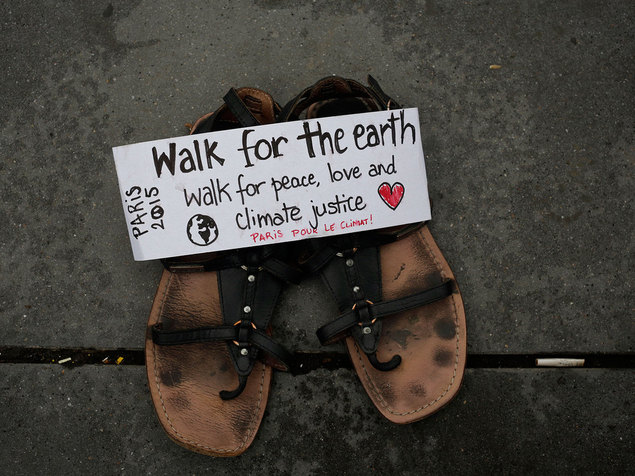 Walk for the earth
Walk for peace, love and
climate justice
PARIS POUR LE CLIMAT!
PARIS
2015